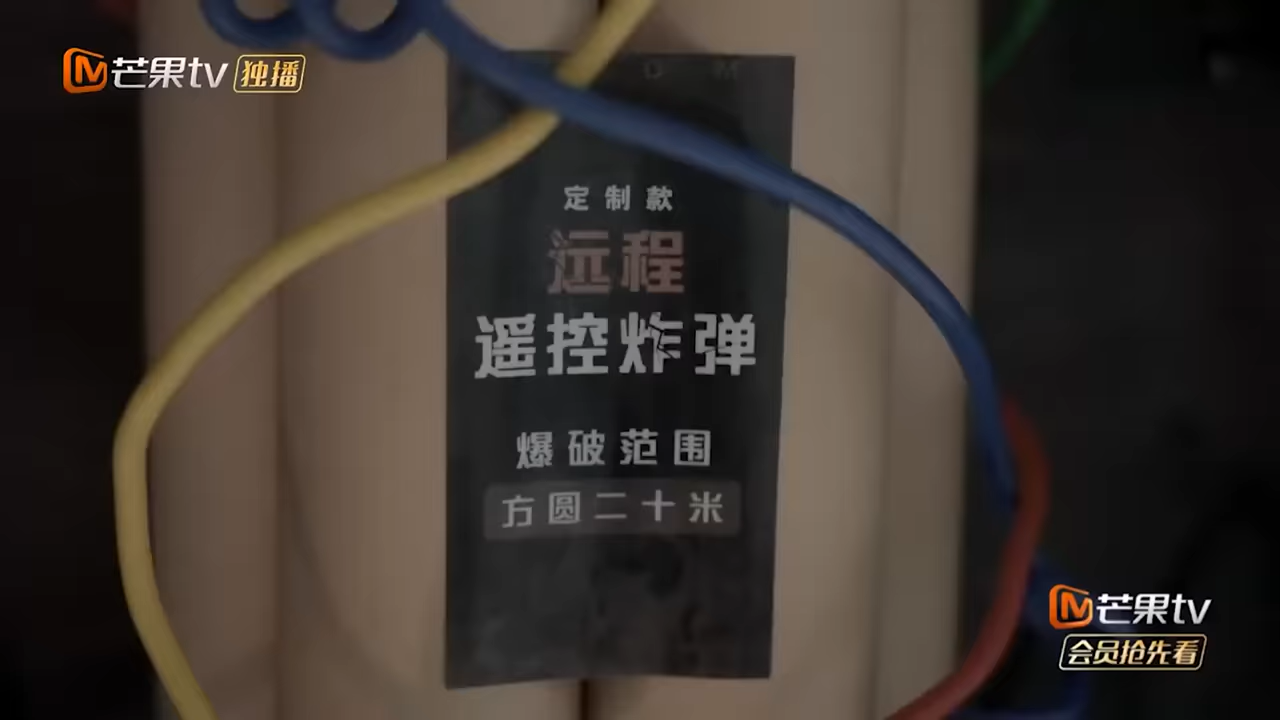 芒果tv 独播
定制款
远程
遥控炸弹
爆破范围
方圆二十米
芒果tv
会员抢先看